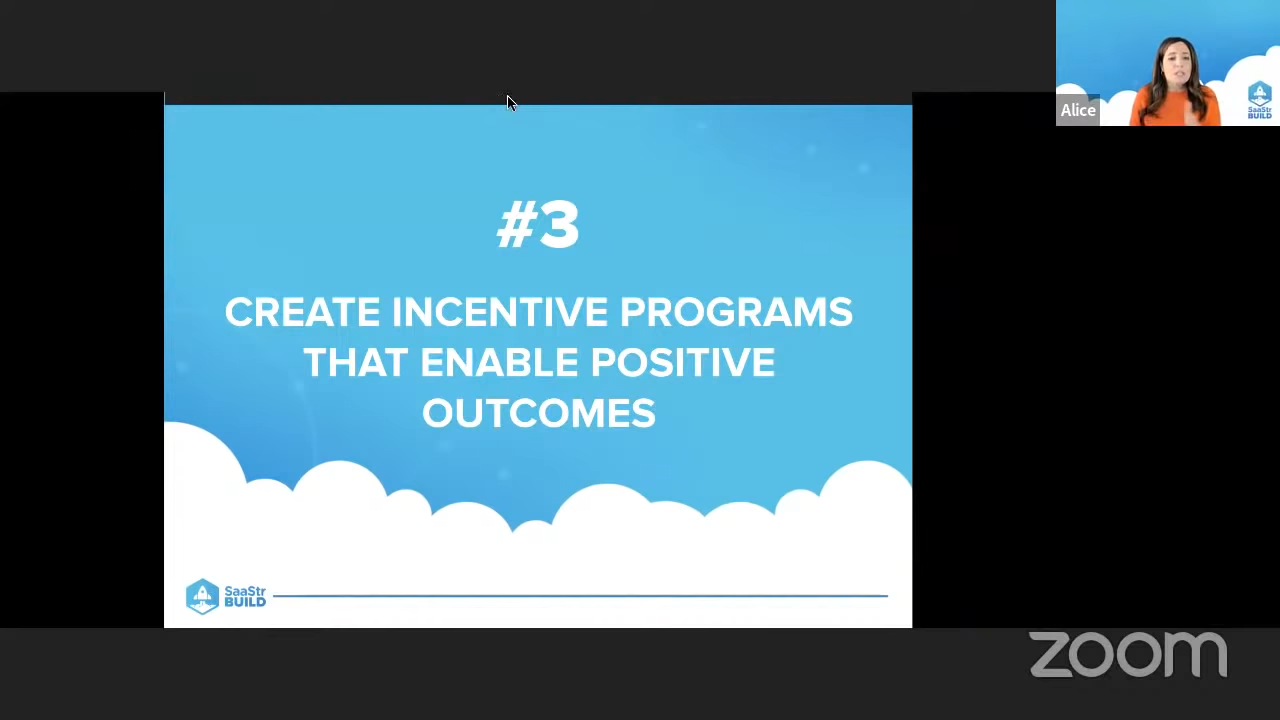 Alice
SaaStr
BUILD
#3
CREATE INCENTIVE PROGRAMS
THAT ENABLE POSITIVE
OUTCOMES
SaaStr
BUILD
zoom